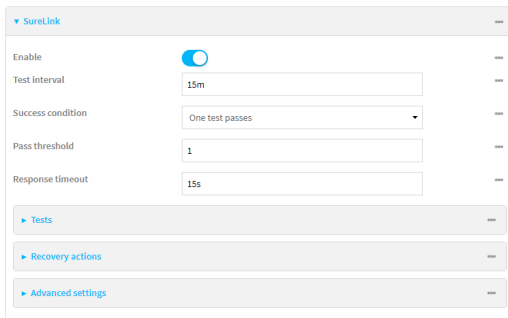 SureLink
Enable
Test interval
15m
Success condition
One test passes
Pass threshold
1
Response timeout
15s
Tests
Recovery actions
Advanced settings